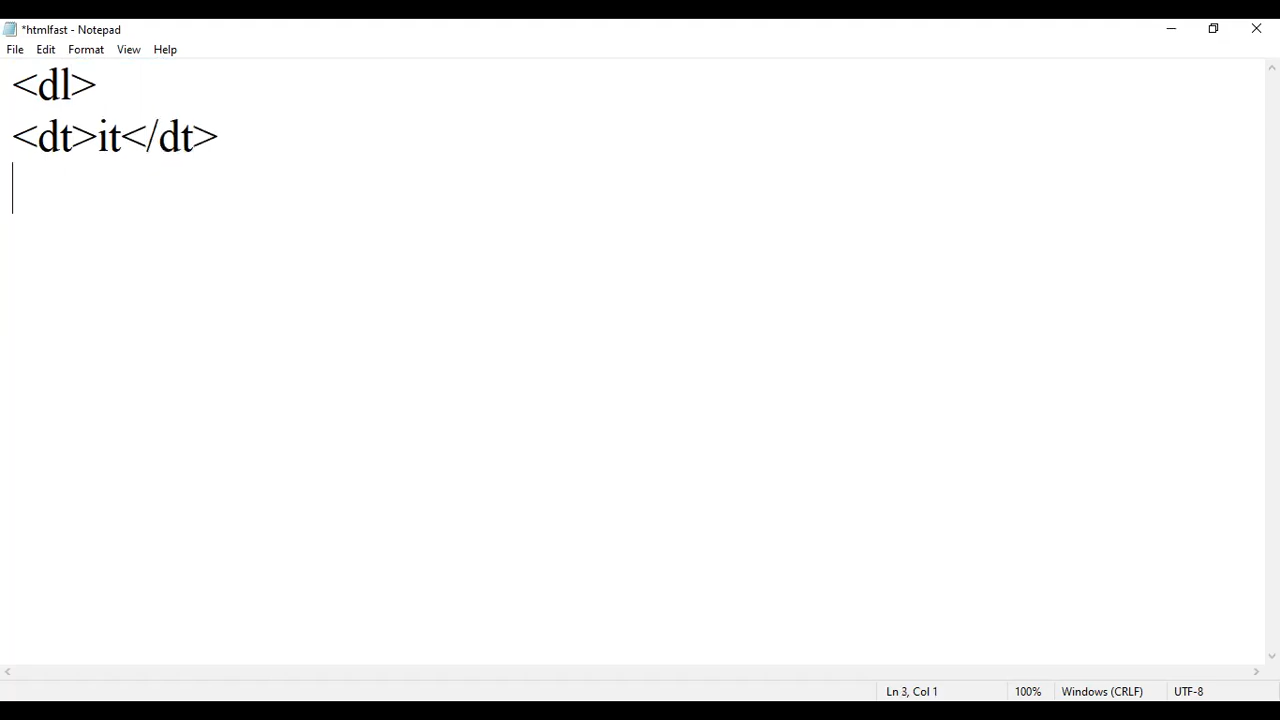 *htmlfast - Notepad
File Edit Format View Help
<dl>
<dt>it</dt>
Ln 3, Col 1 100% Windows (CRLF) UTF-8